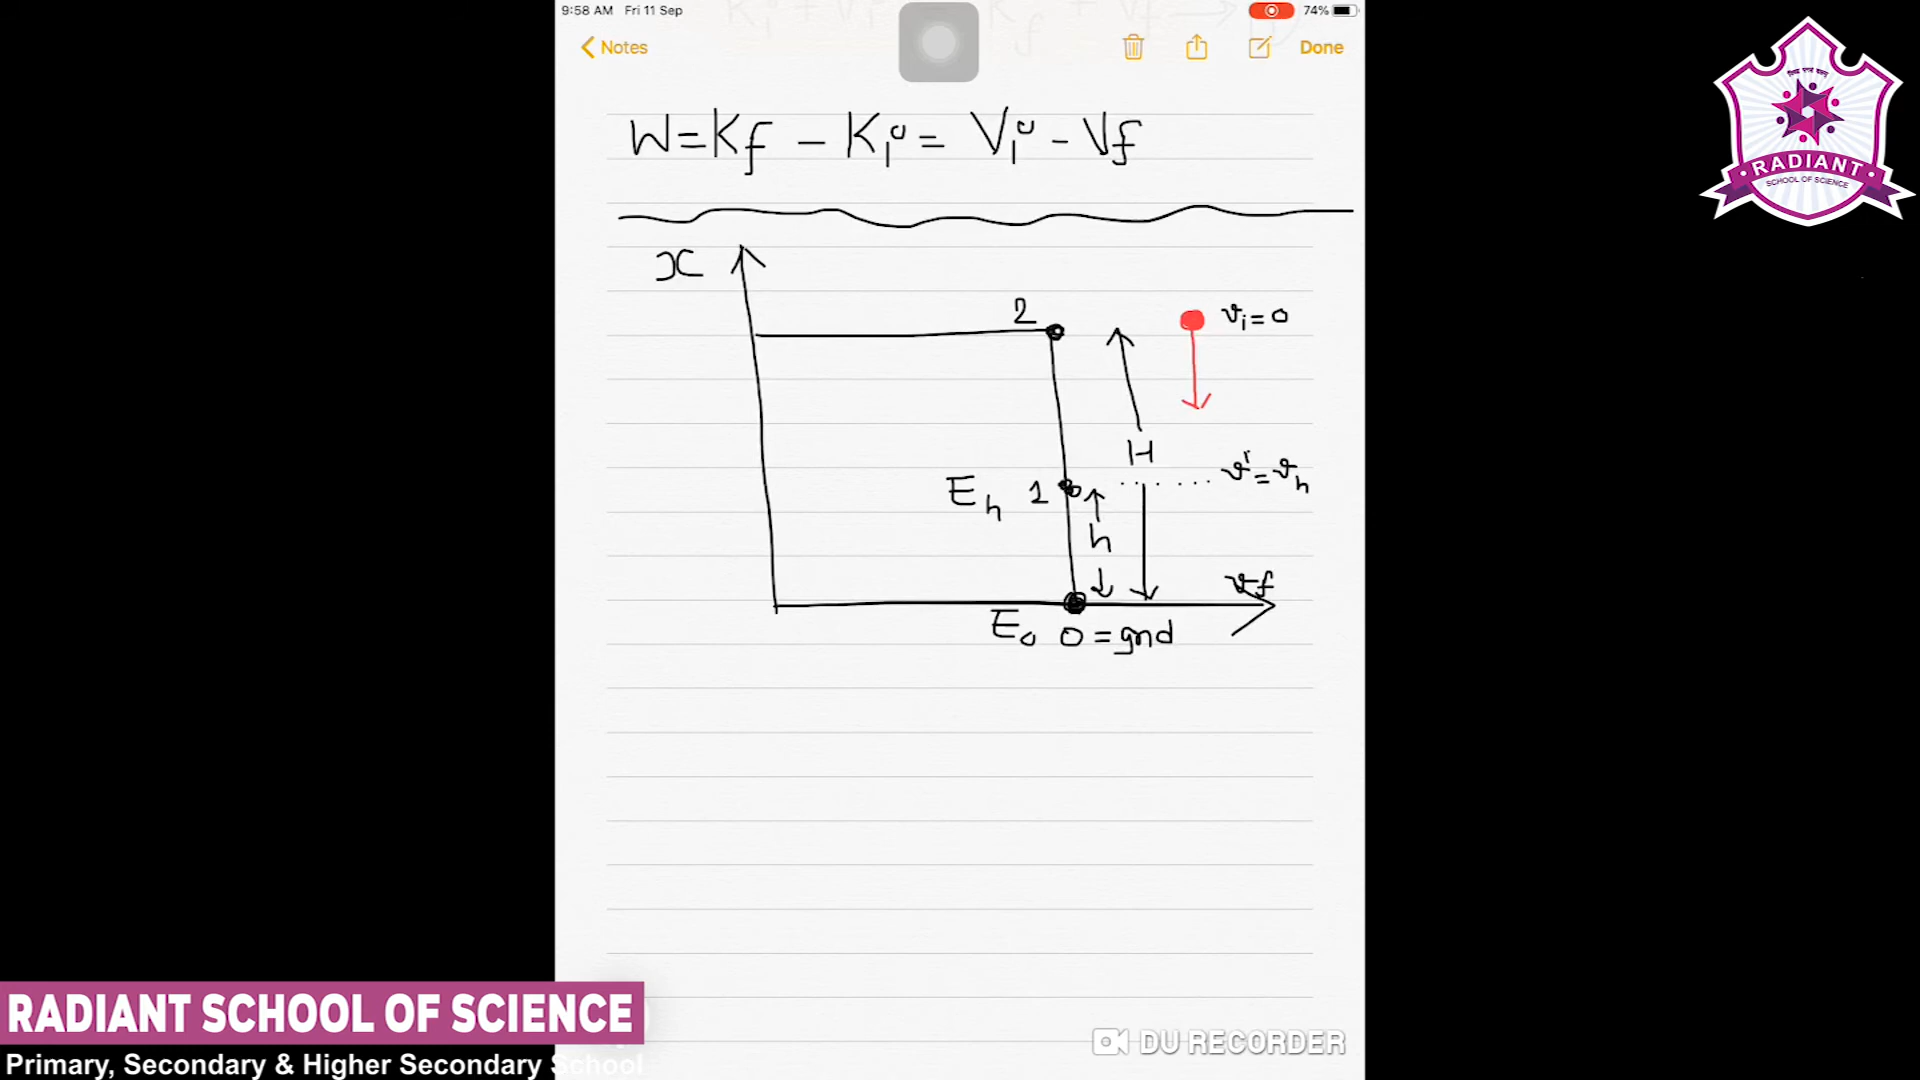 9:58 AM Fri 11 Sep
74%
Notes
Done
W = Kf - Ki = Vi - Vf
x
2
vi = 0
H
v' = vh
Eh 1
h
vf
E0 0 = gnd
RADIANT
SCHOOL OF SCIENCE
RADIANT SCHOOL OF SCIENCE
Primary, Secondary & Higher Secondary School
DU RECORDER